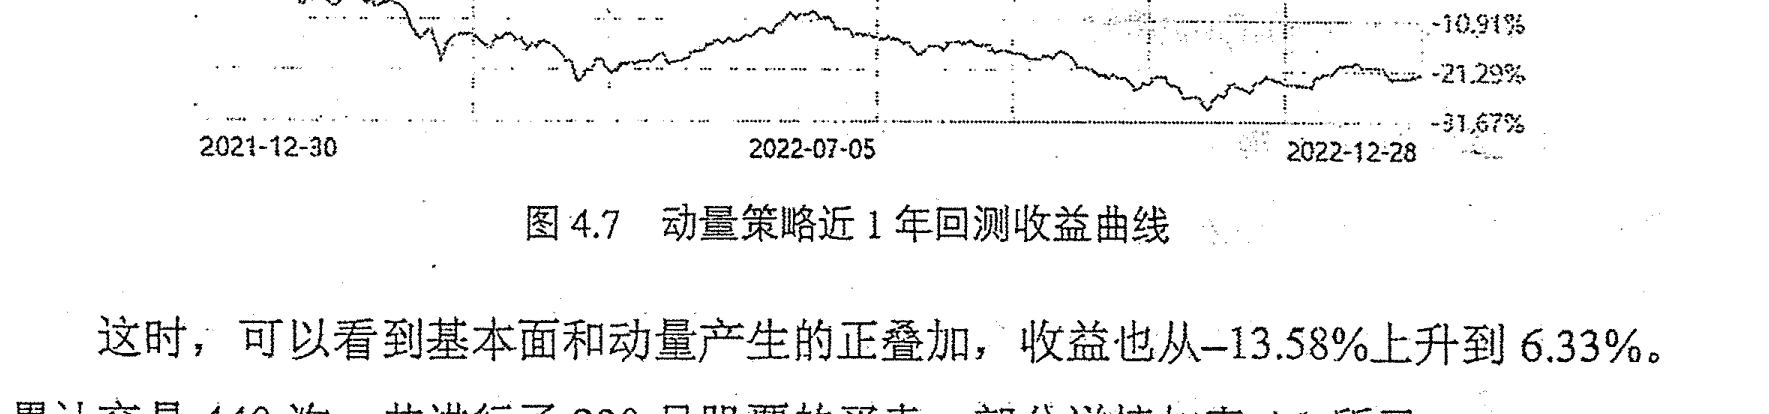 -10.91%
-21.29%
-31.67%
2021-12-30 2022-07-05 2022-12-28
图 4.7 动量策略近 1 年回测收益曲线
这时，可以看到基本面和动量产生的正叠加，收益也从–13.58%上升到 6.33%。